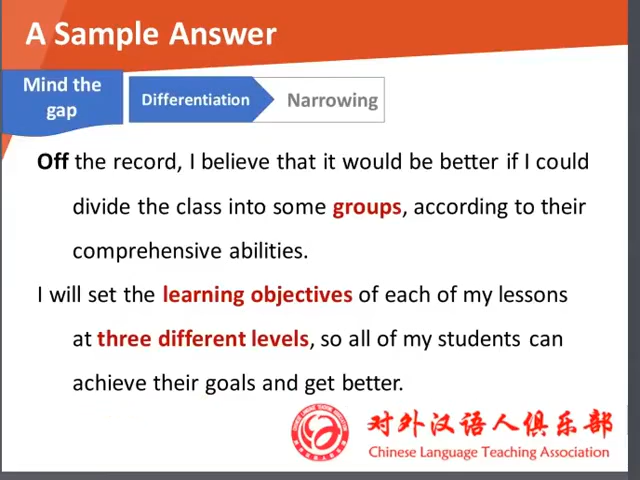 A Sample Answer
Mind the
gap
Differentiation
Narrowing
Off the record, I believe that it would be better if I could
divide the class into some groups, according to their
comprehensive abilities.
I will set the learning objectives of each of my lessons
at three different levels, so all of my students can
achieve their goals and get better.
对外汉语人俱乐部
Chinese Language Teaching Association